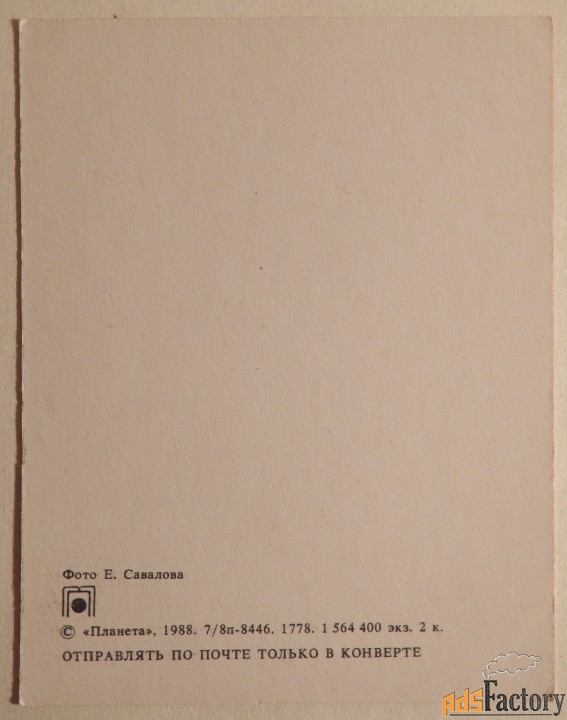 Фото Е. Савалова
© «Планета», 1988. 7/8п-8446. 1778. 1 564 400 экз. 2 к.
ОТПРАВЛЯТЬ ПО ПОЧТЕ ТОЛЬКО В КОНВЕРТЕ
adsFactory